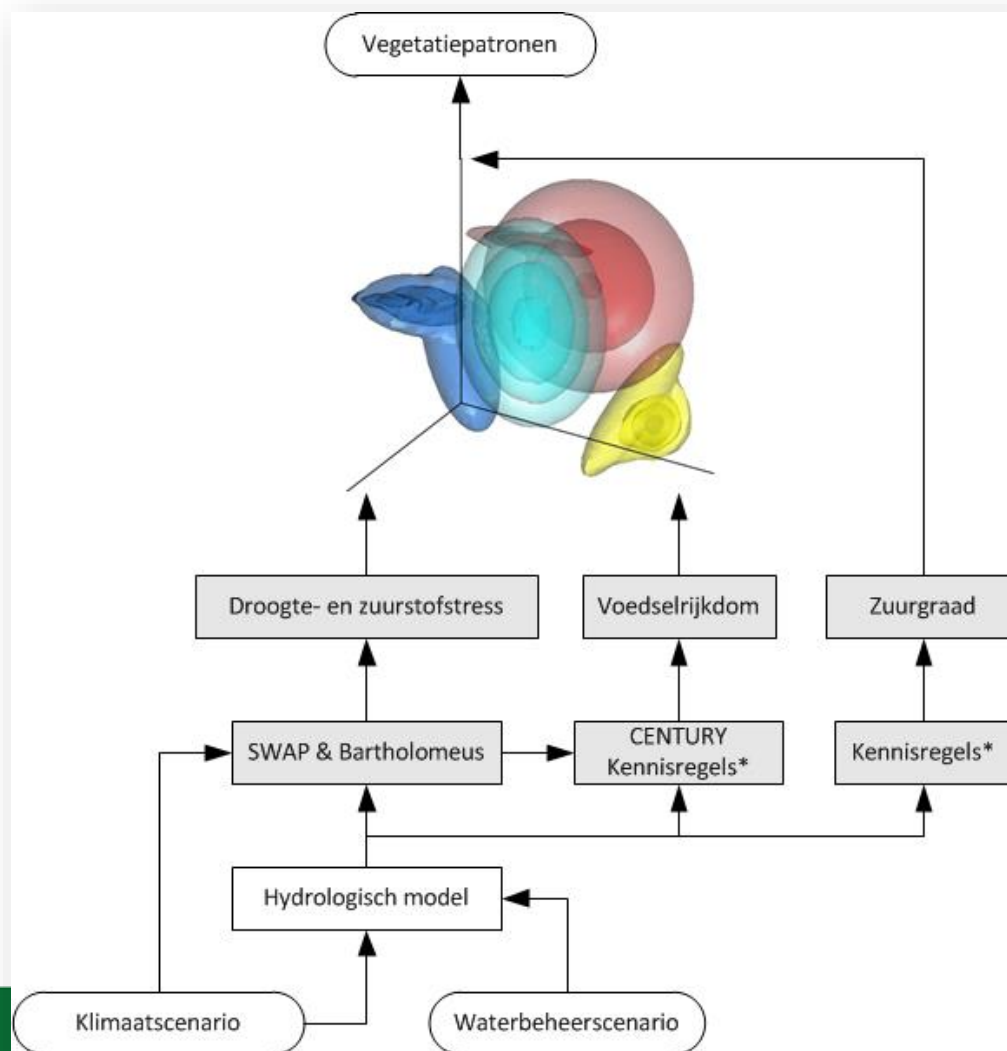 Vegetatiepatronen
Droogte- en zuurstofstress
Voedselrijkdom
Zuurgraad
SWAP & Bartholomeus
CENTURY
Kennisregels*
Kennisregels*
Hydrologisch model
Klimaatscenario
Waterbeheerscenario